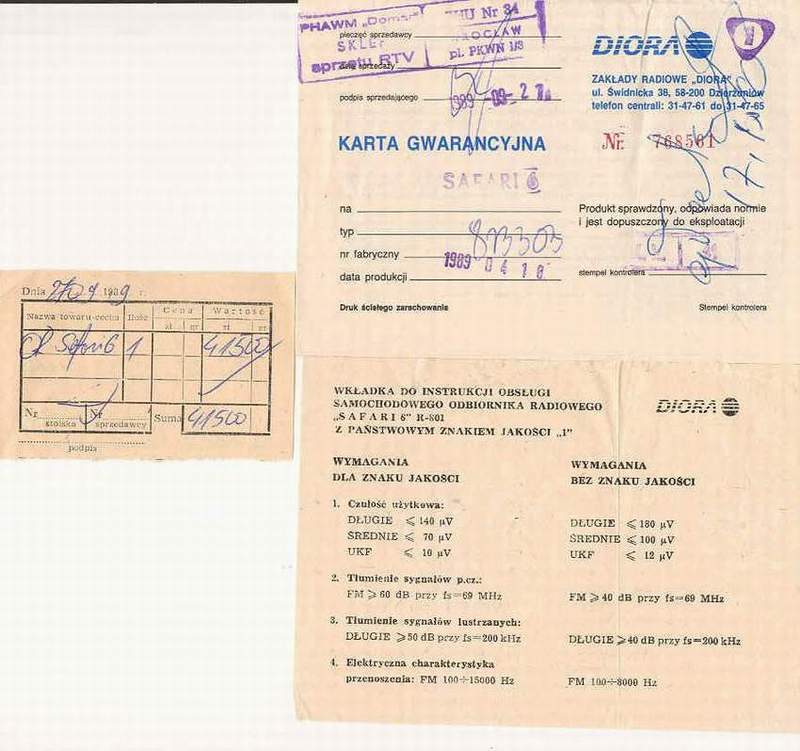 PHAWM „Domar"
SKLEP
sprzętu RTV
ZHU Nr 34
WROCŁAW
pl. PKWN 1/3
pieczęć sprzedawcy
data sprzedaży
podpis sprzedającego
1989 -09- 2
DIORA
1
ZAKŁADY RADIOWE „DIORA"
ul. Świdnicka 38, 58-200 Dzierżoniów
telefon centrali: 31-47-61 do 31-47-65
KARTA GWARANCYJNA
Nr. 768561
SAFARI 6
na
typ
nr fabryczny 813303
data produkcji 1989 04 18
Produkt sprawdzony, odpowiada normie
i jest dopuszczony do eksploatacji
stempel kontrolera
Druk ścisłego zarachowania
Stempel kontrolera
Dnia 27 09 1989 r.
Nazwa towaru-cecha Ilość Cena Wartość
zł gr zł gr
Safari 6 1 41500
Nr Nr Suma 41500
stoiska sprzedawcy
podpis
WKŁADKA DO INSTRUKCJI OBSŁUGI
SAMOCHODOWEGO ODBIORNIKA RADIOWEGO
„SAFARI 6" R-801
Z PAŃSTWOWYM ZNAKIEM JAKOŚCI „1"
DIORA
WYMAGANIA
DLA ZNAKU JAKOŚCI
WYMAGANIA
BEZ ZNAKU JAKOŚCI
1. Czułość użytkowa:
DŁUGIE ⩽ 140 µV
DŁUGIE ⩽ 180 µV
ŚREDNIE ⩽ 70 µV
ŚREDNIE ⩽ 100 µV
UKF ⩽ 10 µV
UKF ⩽ 12 µV
2. Tłumienie sygnałów p.cz.:
FM ⩾ 60 dB przy fs=69 MHz
FM ⩾ 40 dB przy fs=69 MHz
3. Tłumienie sygnałów lustrzanych:
DŁUGIE ⩾50 dB przy fs=200 kHz
DŁUGIE ⩾40 dB przy fs=200 kHz
4. Elektryczna charakterystyka
przenoszenia: FM 100÷15000 Hz
FM 100÷8000 Hz